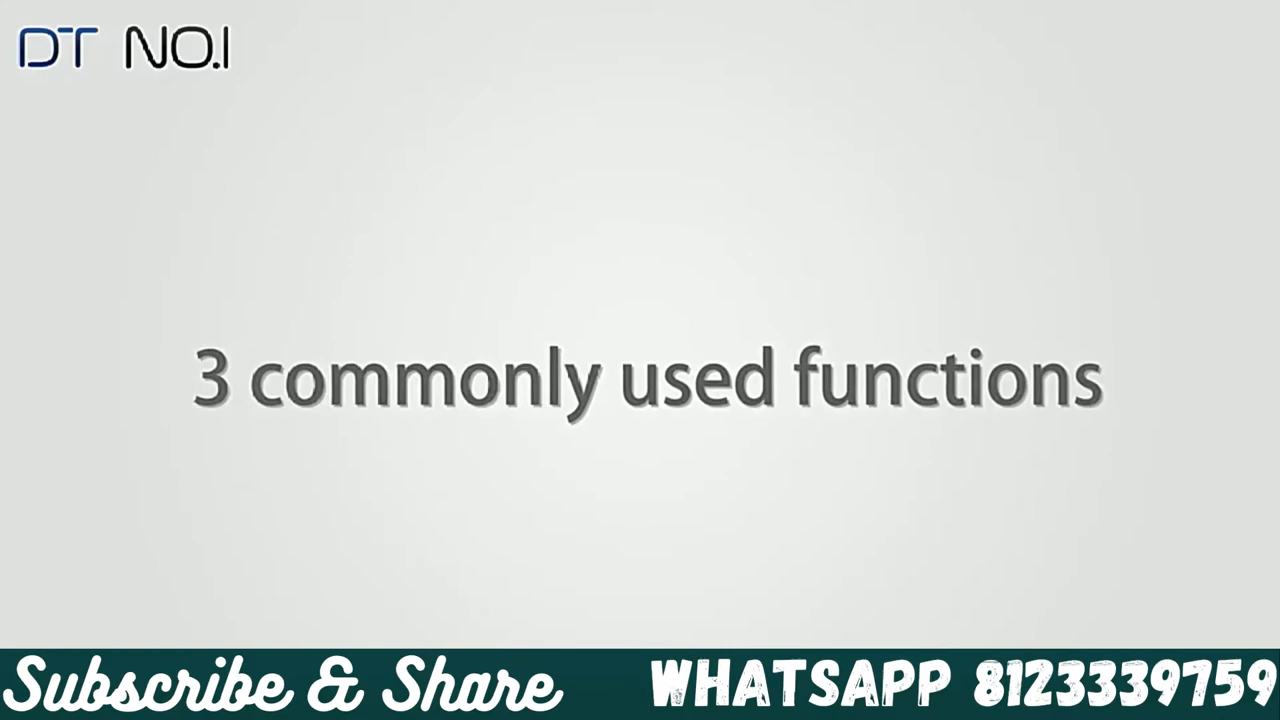 DT NO.1
3 commonly used functions
Subscribe & Share WHATSAPP 8123339759